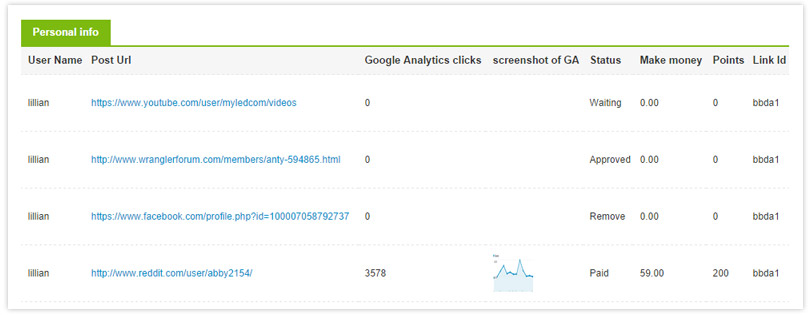 Personal info
User Name Post Url Google Analytics clicks screenshot of GA Status Make money Points Link Id
lillian https://www.youtube.com/user/myledcom/videos 0 Waiting 0.00 0 bbda1
lillian http://www.wranglerforum.com/members/anty-594865.html 0 Approved 0.00 0 bbda1
lillian https://www.facebook.com/profile.php?id=100007058792737 0 Remove 0.00 0 bbda1
lillian http://www.reddit.com/user/abby2154/ 3578 Paid 59.00 200 bbda1